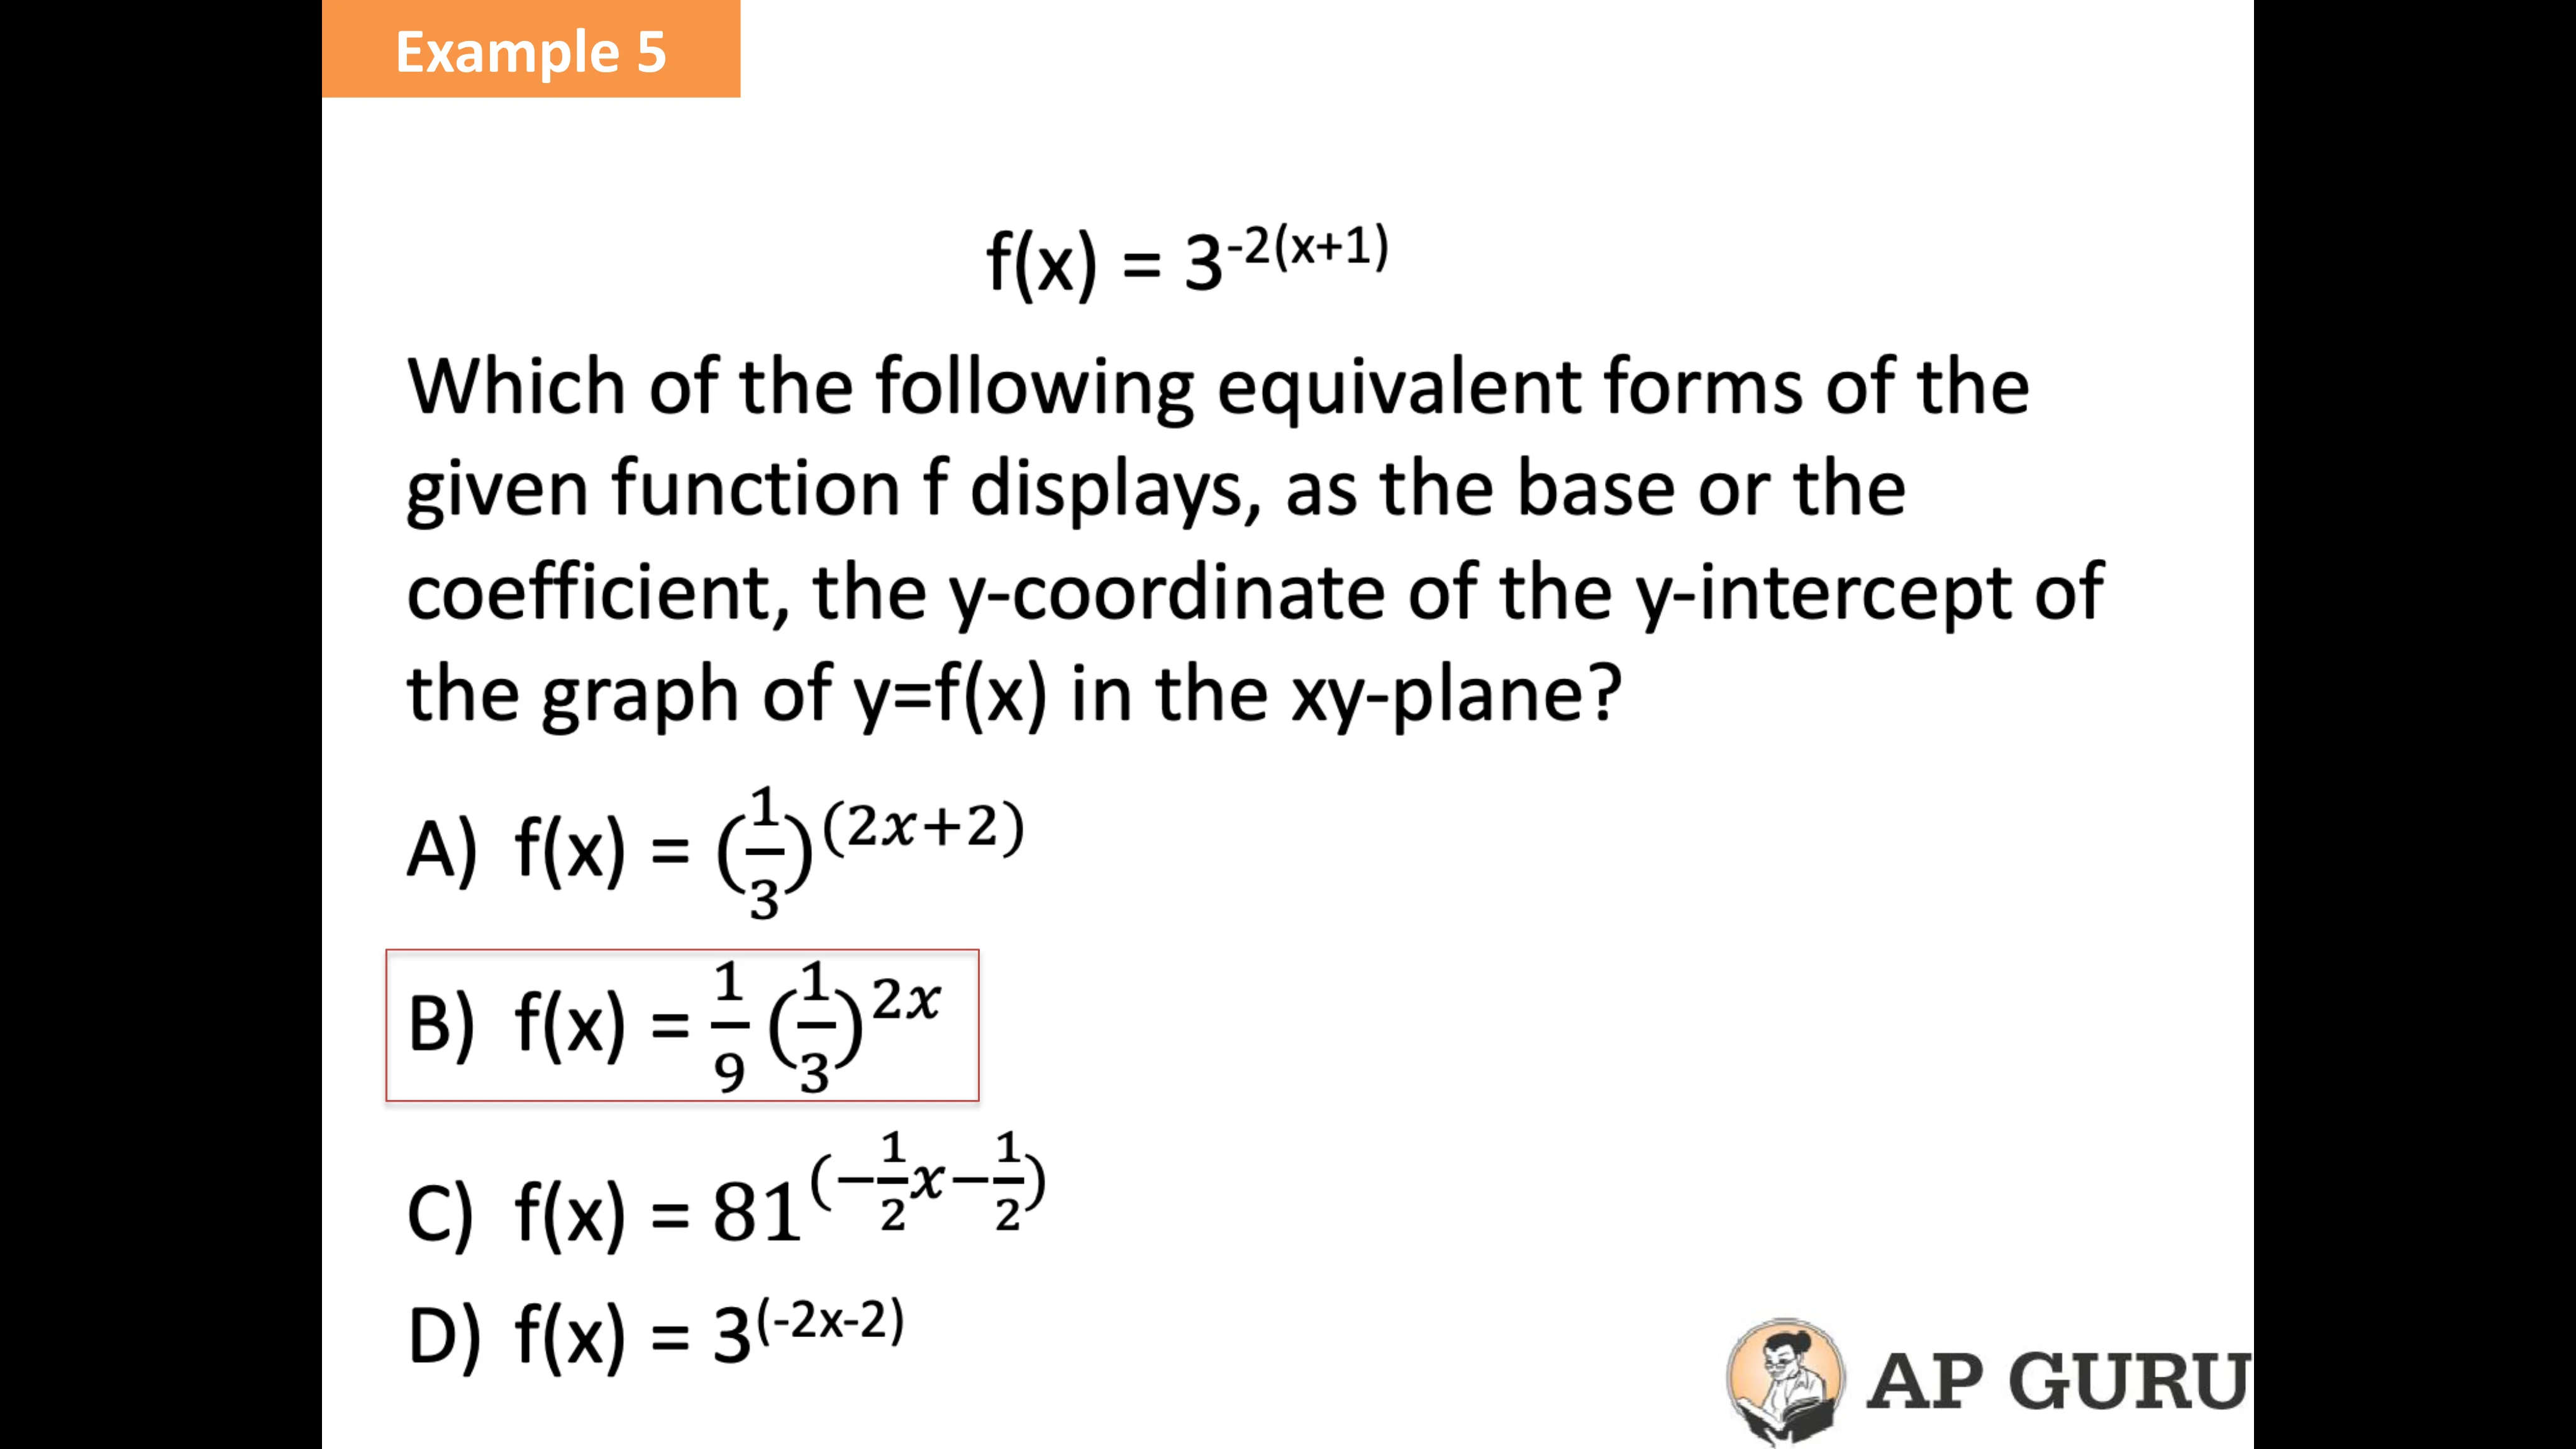 Example 5
f(x) = 3^{-2(x+1)}
Which of the following equivalent forms of the
given function f displays, as the base or the
coefficient, the y-coordinate of the y-intercept of
the graph of y=f(x) in the xy-plane?
A) f(x) = (\frac{1}{3})^{(2x+2)}
B) f(x) = \frac{1}{9} (\frac{1}{3})^{2x}
C) f(x) = 81^{(-\frac{1}{2}x-\frac{1}{2})}
D) f(x) = 3^{(-2x-2)}
AP GURU